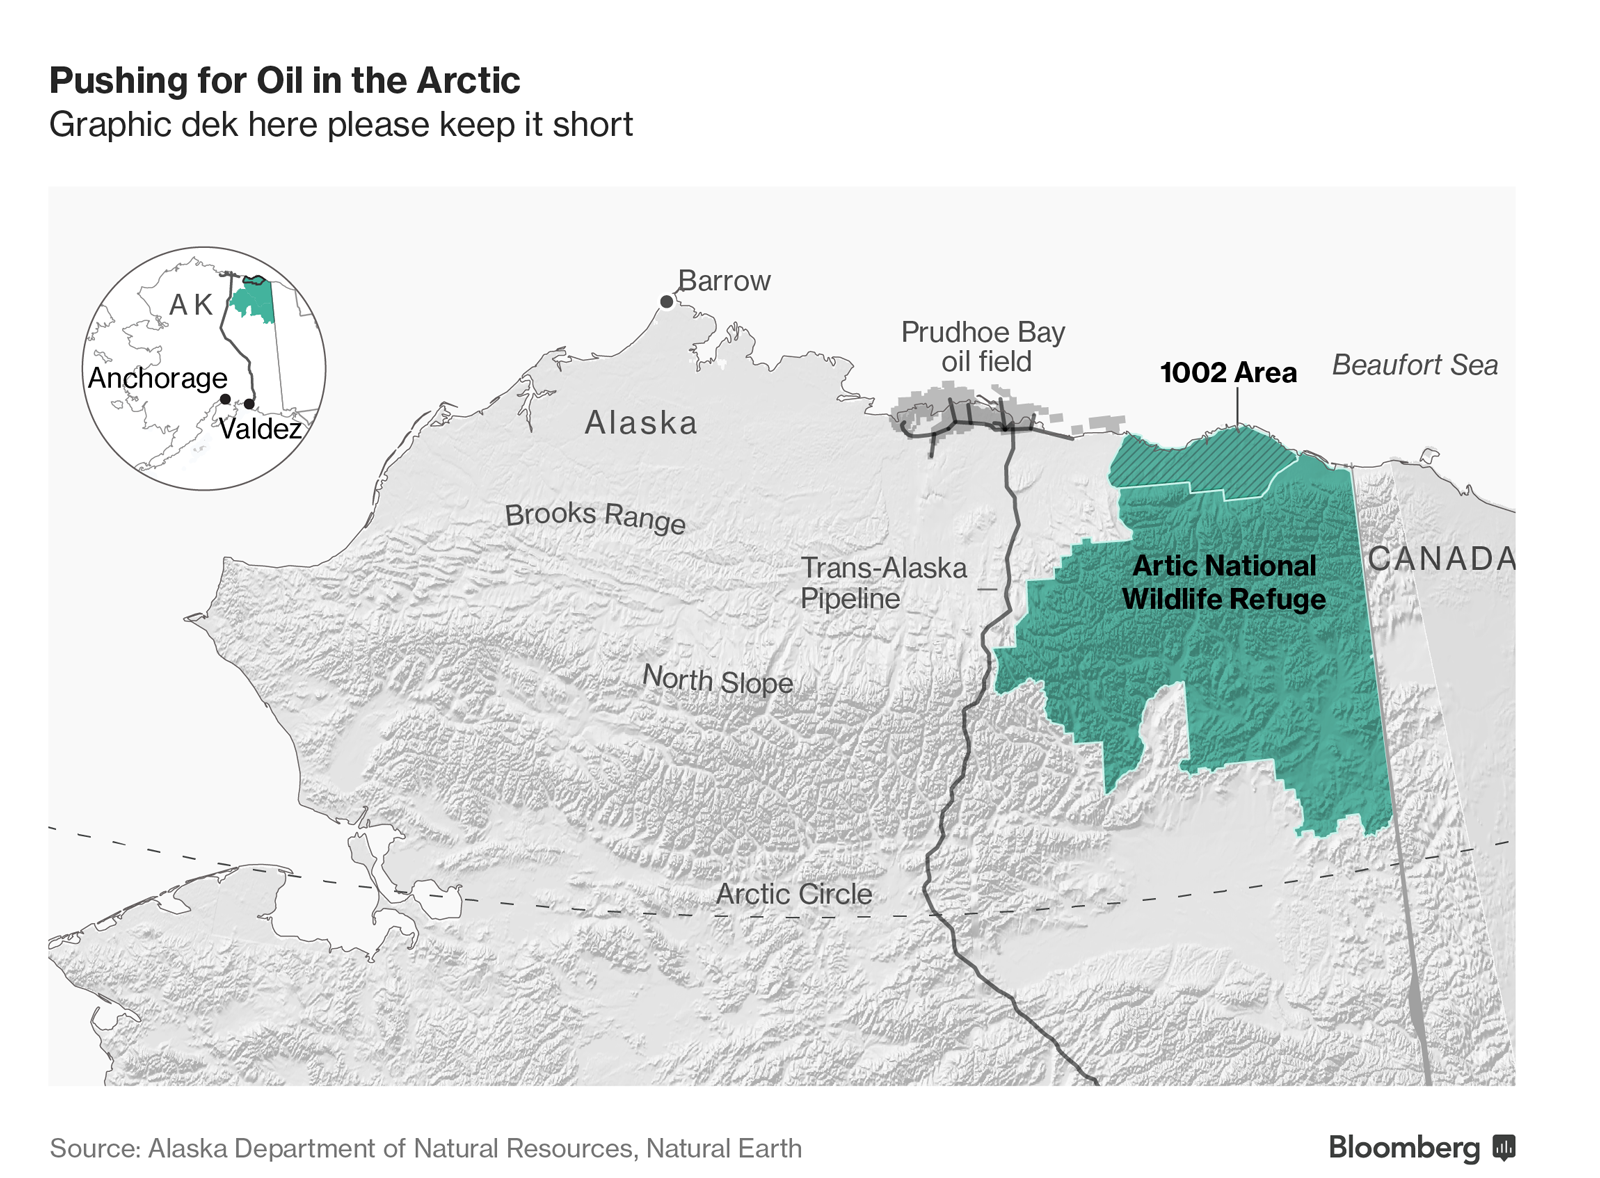 Pushing for Oil in the Arctic
Graphic dek here please keep it short
Barrow
AK
Prudhoe Bay
oil field
1002 Area
Beaufort Sea
Anchorage
Valdez
Alaska
Brooks Range
Trans-Alaska
Pipeline
Artic National
Wildlife Refuge
CANADA
North Slope
Arctic Circle
Source: Alaska Department of Natural Resources, Natural Earth
Bloomberg